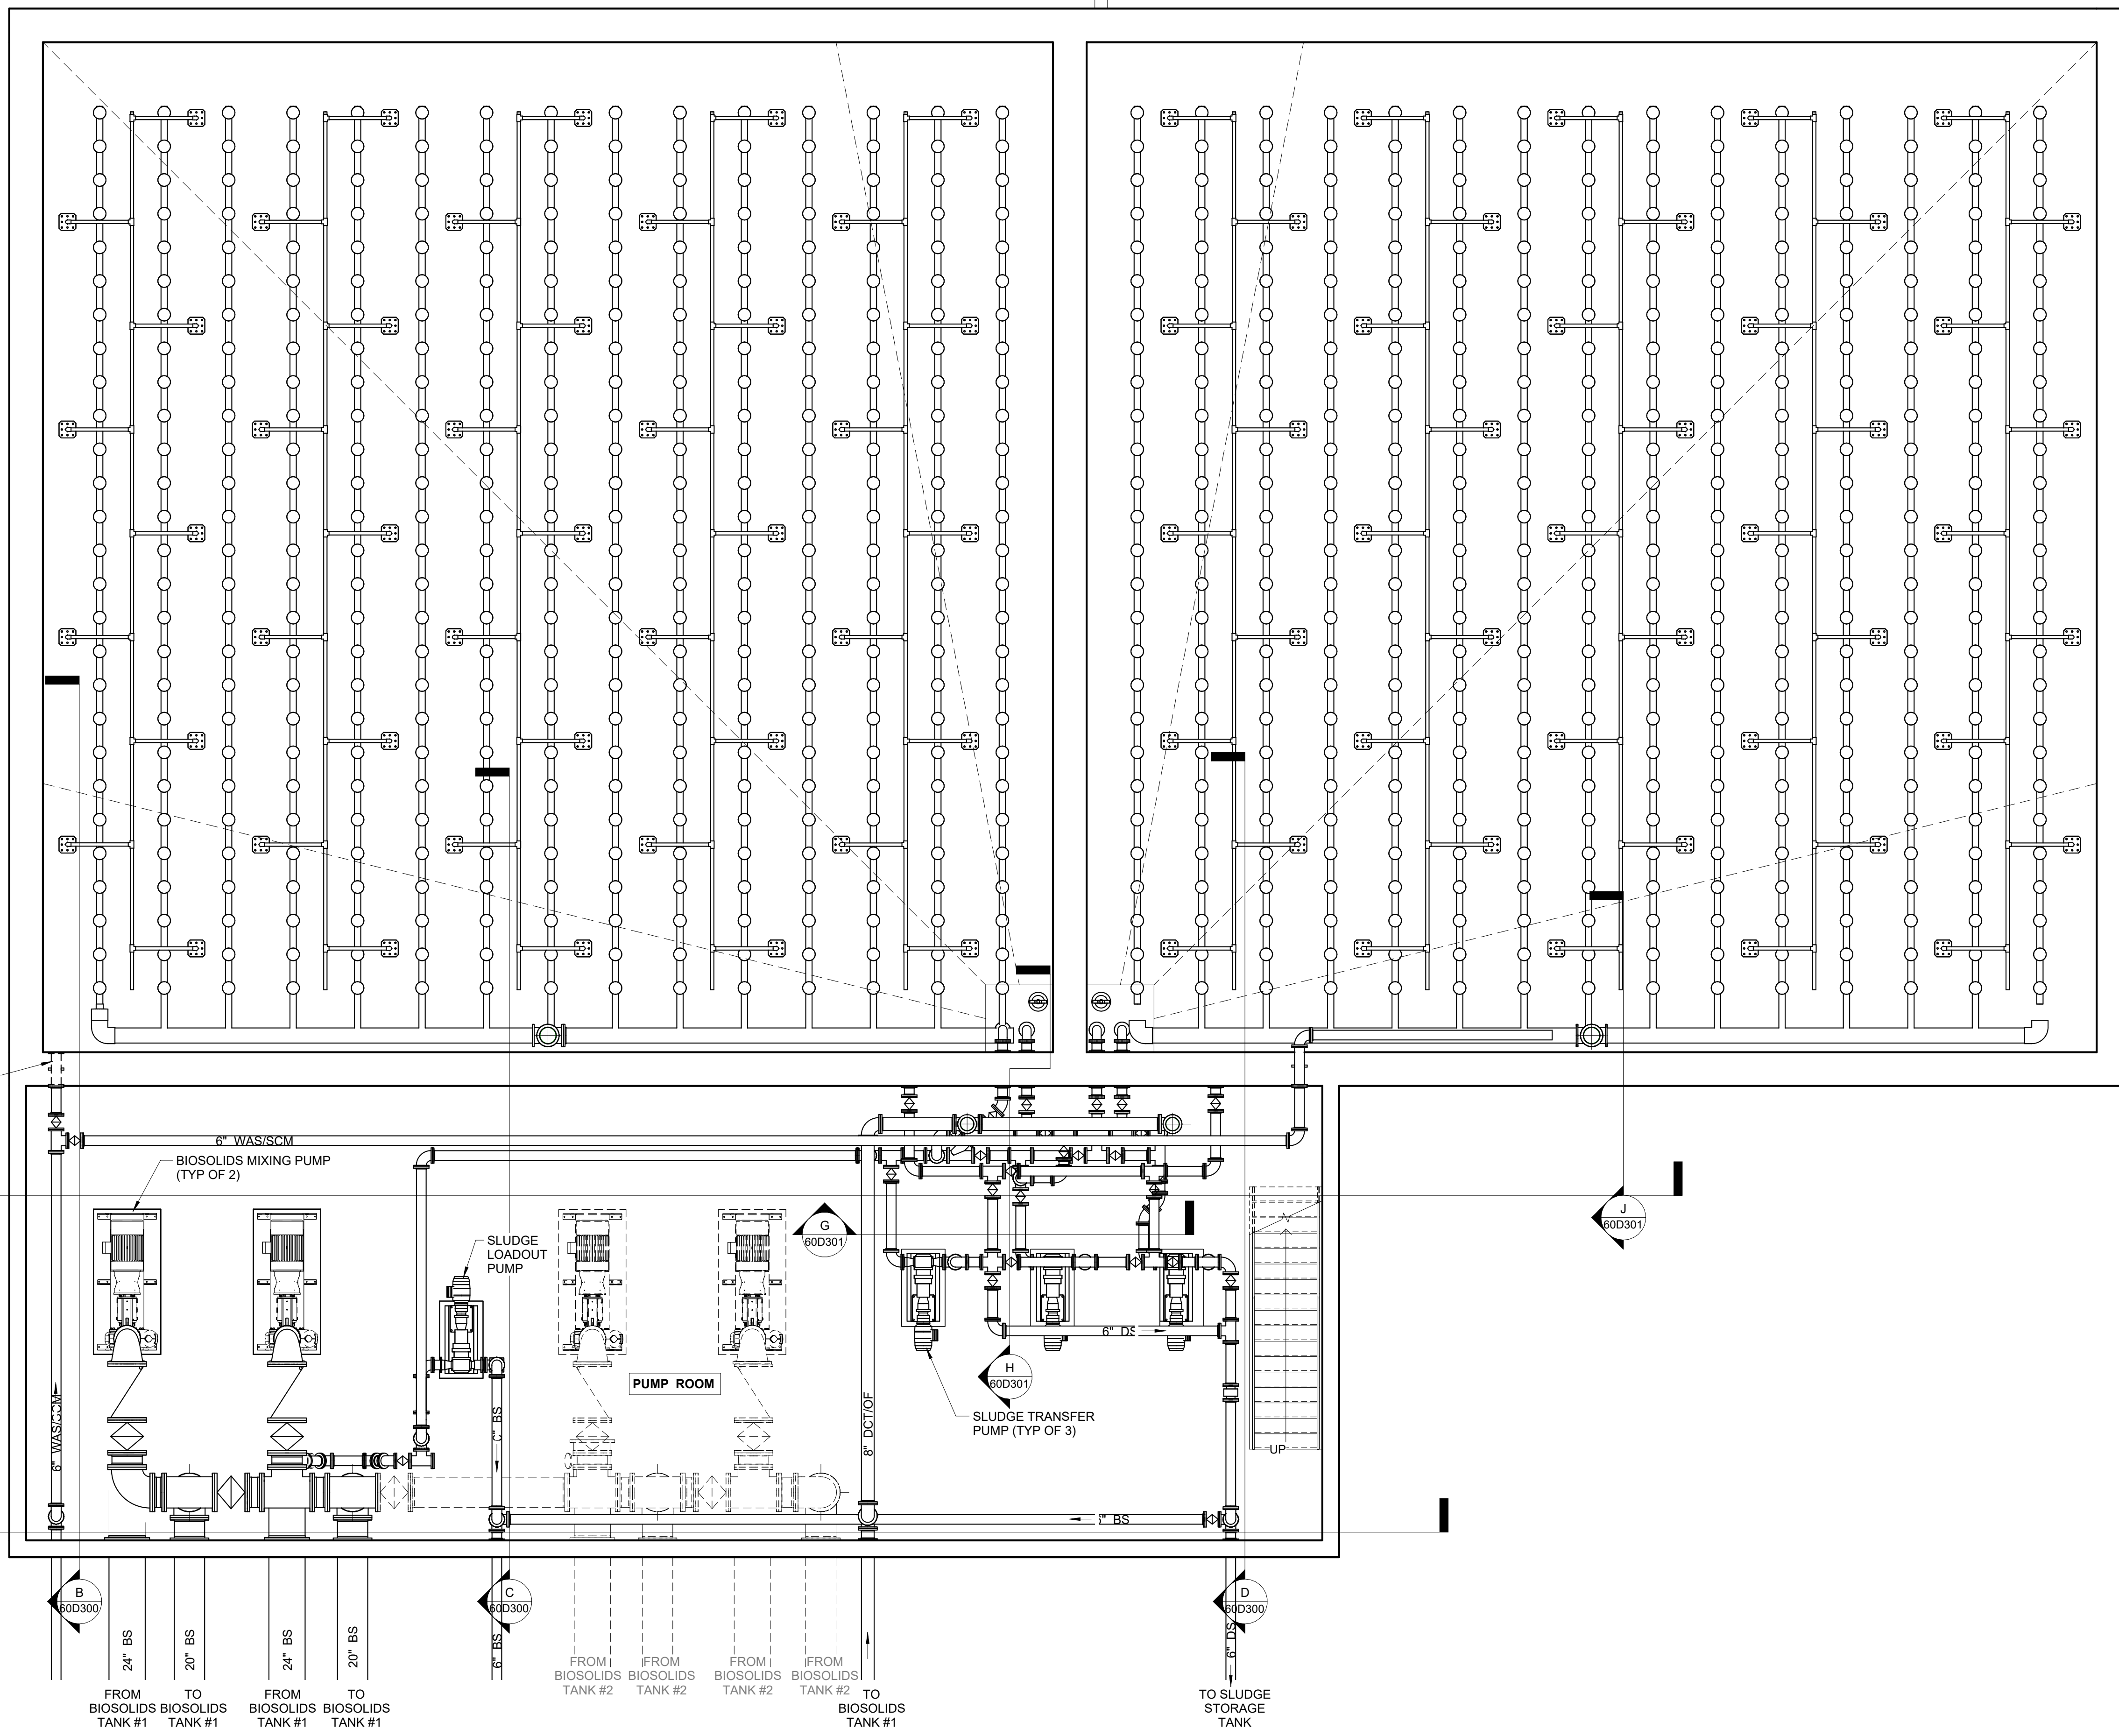 6" WAS/SCM
BIOSOLIDS MIXING PUMP
(TYP OF 2)
SLUDGE
LOADOUT
PUMP
G
60D301
J
60D301
6" DS
H
60D301
PUMP ROOM
SLUDGE TRANSFER
PUMP (TYP OF 3)
UP
6" WAS/SCM
BS
8" DCT/OF
BS
B
60D300
C
60D300
D
60D300
24" BS
20" BS
24" BS
20" BS
6" BS
6" DS
FROM
BIOSOLIDS
TANK #1
TO
BIOSOLIDS
TANK #1
FROM
BIOSOLIDS
TANK #1
TO
BIOSOLIDS
TANK #1
FROM
BIOSOLIDS
TANK #2
FROM
BIOSOLIDS
TANK #2
FROM
BIOSOLIDS
TANK #2
FROM
BIOSOLIDS
TANK #2
TO
BIOSOLIDS
TANK #1
TO SLUDGE
STORAGE
TANK